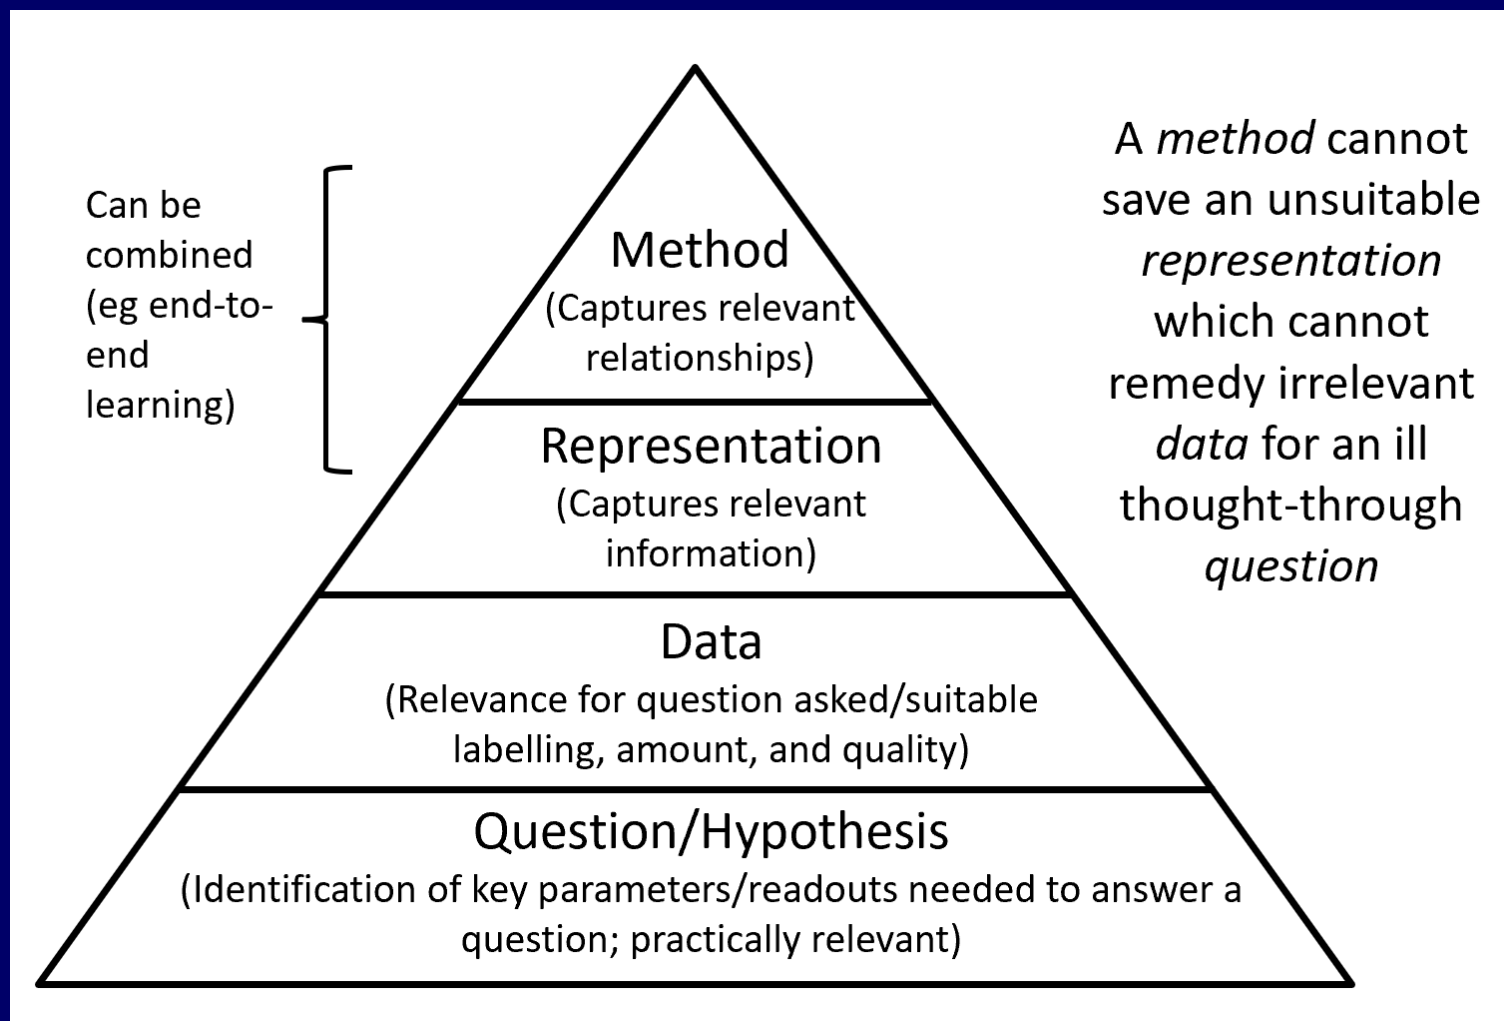 Can be
combined
(eg end-to-
end
learning)
Method
(Captures relevant
relationships)
Representation
(Captures relevant
information)
Data
(Relevance for question asked/suitable
labelling, amount, and quality)
Question/Hypothesis
(Identification of key parameters/readouts needed to answer a
question; practically relevant)
A method cannot
save an unsuitable
representation
which cannot
remedy irrelevant
data for an ill
thought-through
question